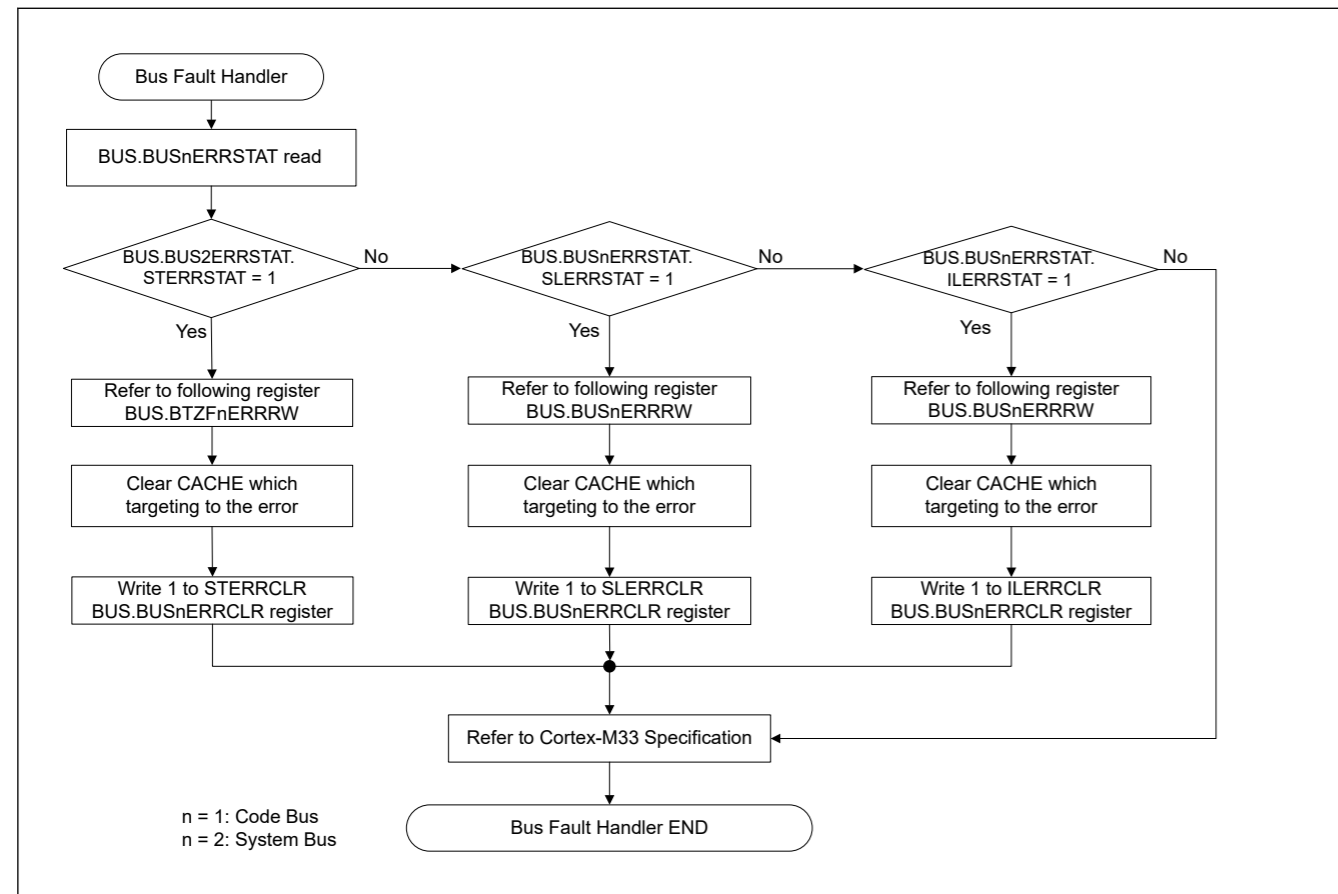 Bus Fault Handler
BUS.BUSnERRSTAT read
BUS.BUS2ERRSTAT.
STERRSTAT = 1
No
Yes
BUS.BUSnERRSTAT.
SLERRSTAT = 1
No
Yes
BUS.BUSnERRSTAT.
ILERRSTAT = 1
No
Yes
Refer to following register
BUS.BTZFnERRRW
Refer to following register
BUS.BUSnERRRW
Refer to following register
BUS.BUSnERRRW
Clear CACHE which
targeting to the error
Clear CACHE which
targeting to the error
Clear CACHE which
targeting to the error
Write 1 to STERRCLR
BUS.BUSnERRCLR register
Write 1 to SLERRCLR
BUS.BUSnERRCLR register
Write 1 to ILERRCLR
BUS.BUSnERRCLR register
Refer to Cortex-M33 Specification
Bus Fault Handler END
n = 1: Code Bus
n = 2: System Bus